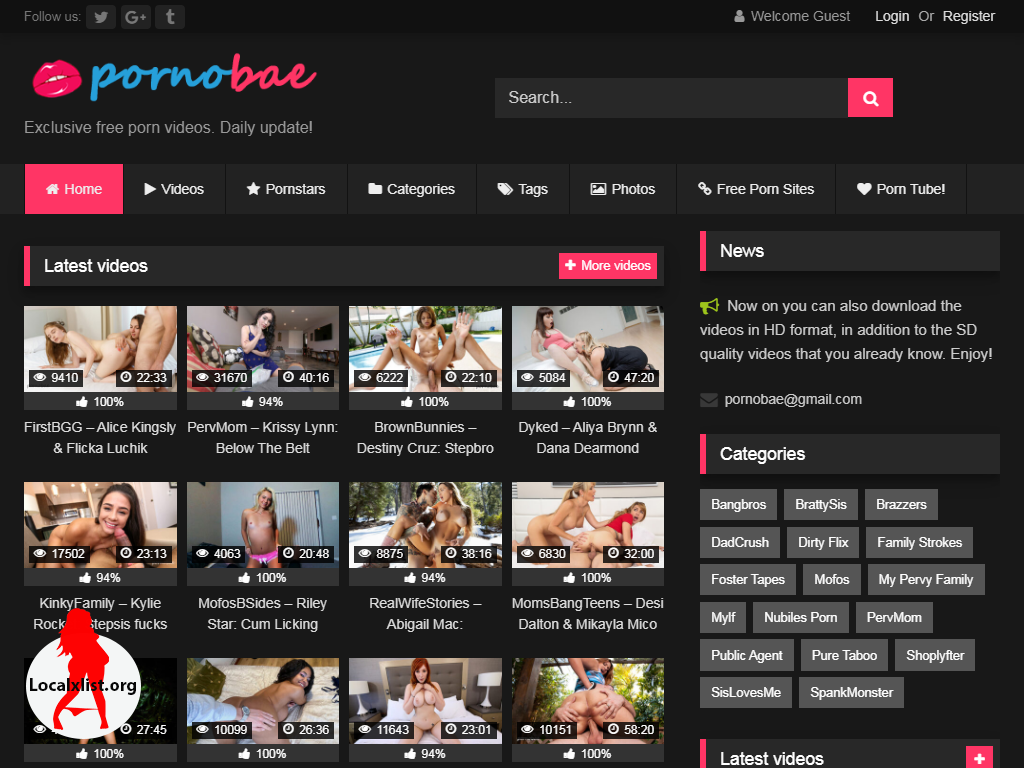 Follow us:
Welcome Guest Login Or Register
pornobae
Search...
Exclusive free porn videos. Daily update!
Home Videos Pornstars Categories Tags Photos Free Porn Sites Porn Tube!
Latest videos
More videos
9410 22:33
100%
FirstBGG – Alice Kingsly
& Flicka Luchik
31670 40:16
94%
PervMom – Krissy Lynn:
Below The Belt
6222 22:10
100%
BrownBunnies –
Destiny Cruz: Stepbro
5084 47:20
100%
Dyked – Aliya Brynn &
Dana Dearmond
17502 23:13
94%
KinkyFamily – Kylie
Stepsis fucks
4063 20:48
100%
MofosBSides – Riley
Star: Cum Licking
8875 38:16
94%
RealWifeStories –
Abigail Mac:
6830 32:00
100%
MomsBangTeens – Desi
Dalton & Mikayla Mico
Localxlist.org
27:45
100%
10099 26:36
100%
11643 23:01
94%
10151 58:20
100%
News
Now on you can also download the
videos in HD format, in addition to the SD
quality videos that you already know. Enjoy!
pornobae@gmail.com
Categories
Bangbros BrattySis Brazzers
DadCrush Dirty Flix Family Strokes
Foster Tapes Mofos My Pervy Family
Mylf Nubiles Porn PervMom
Public Agent Pure Taboo Shoplyfter
SisLovesMe SpankMonster
Latest videos